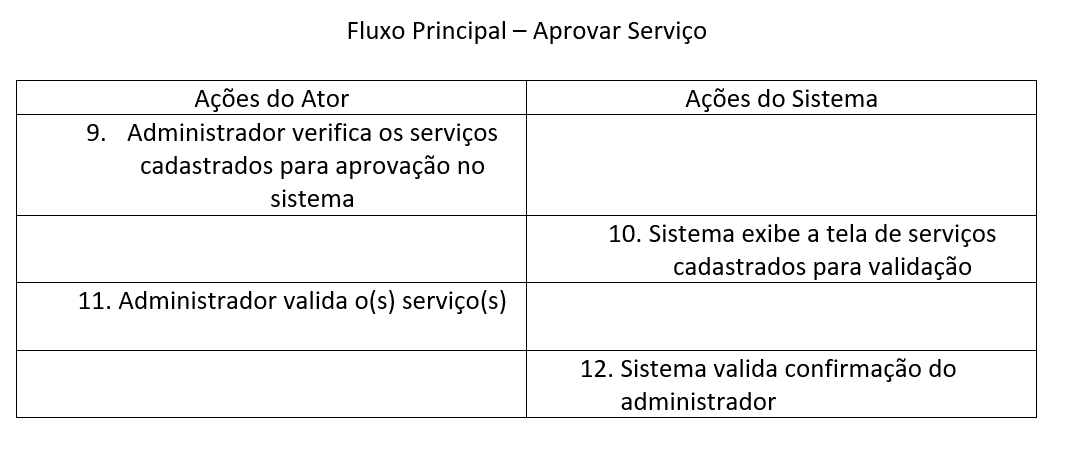 Fluxo Principal – Aprovar Serviço
Ações do Ator
Ações do Sistema
9. Administrador verifica os serviços
cadastrados para aprovação no
sistema
10. Sistema exibe a tela de serviços
cadastrados para validação
11. Administrador valida o(s) serviço(s)
12. Sistema valida confirmação do
administrador